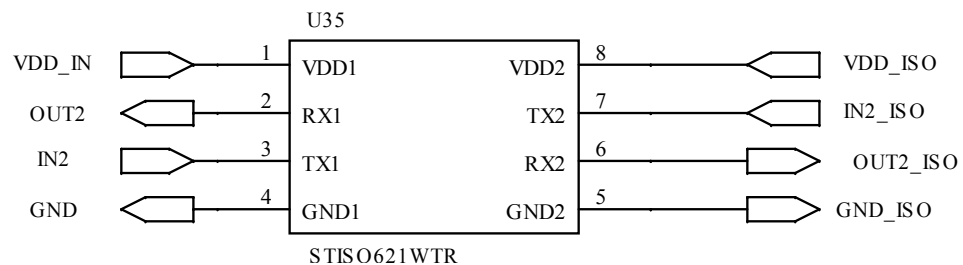 U35
VDD_IN 1 VDD1 VDD2 8 VDD_ISO
OUT2 2 RX1 TX2 7 IN2_ISO
IN2 3 TX1 RX2 6 OUT2_ISO
GND 4 GND1 GND2 5 GND_ISO
STISO621WTR